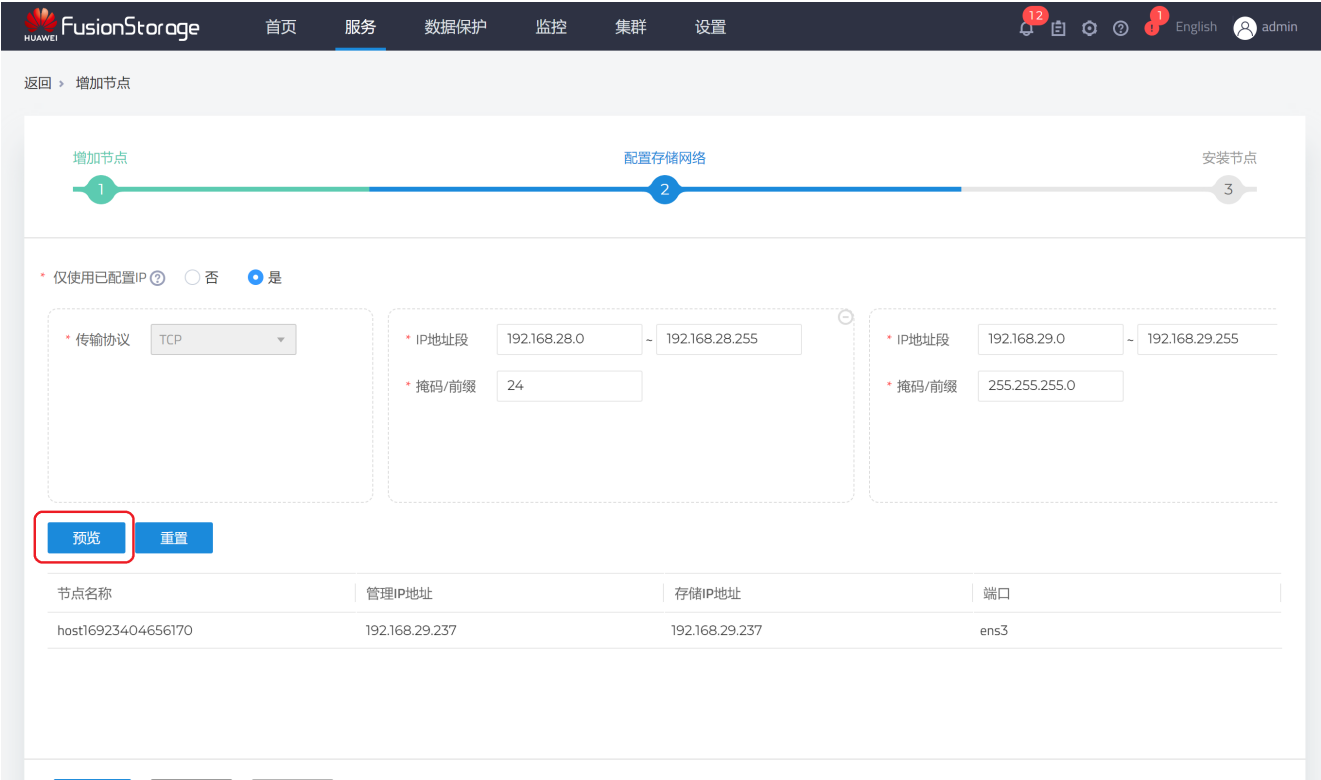 HUAWEI FusionStorage 首页 服务 数据保护 监控 集群 设置 12 1 English admin
返回 › 增加节点
增加节点 配置存储网络 安装节点
1 2 3
* 仅使用已配置IP ? 否 是
* 传输协议 TCP * IP地址段 192.168.28.0 ~ 192.168.28.255 * IP地址段 192.168.29.0 ~ 192.168.29.255
* 掩码/前缀 24 * 掩码/前缀 255.255.255.0
预览 重置
节点名称 管理IP地址 存储IP地址 端口
host16923404656170 192.168.29.237 192.168.29.237 ens3